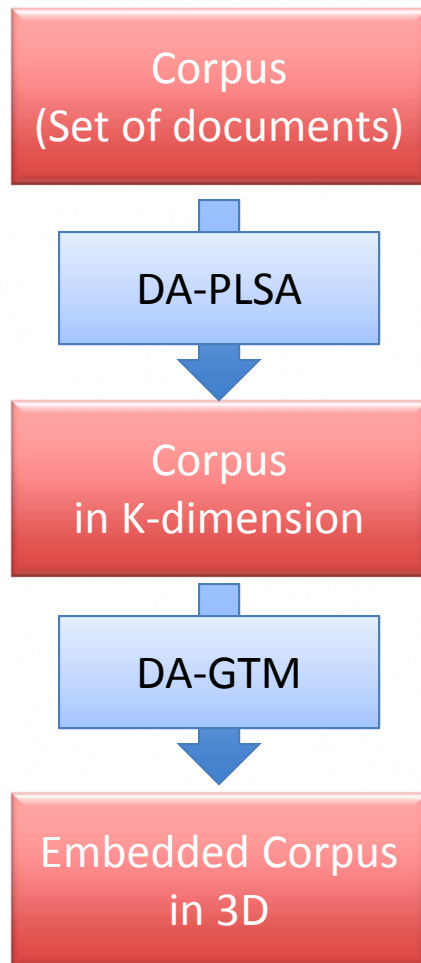 Corpus
(Set of documents)
DA-PLSA
Corpus
in K-dimension
DA-GTM
Embedded Corpus
in 3D